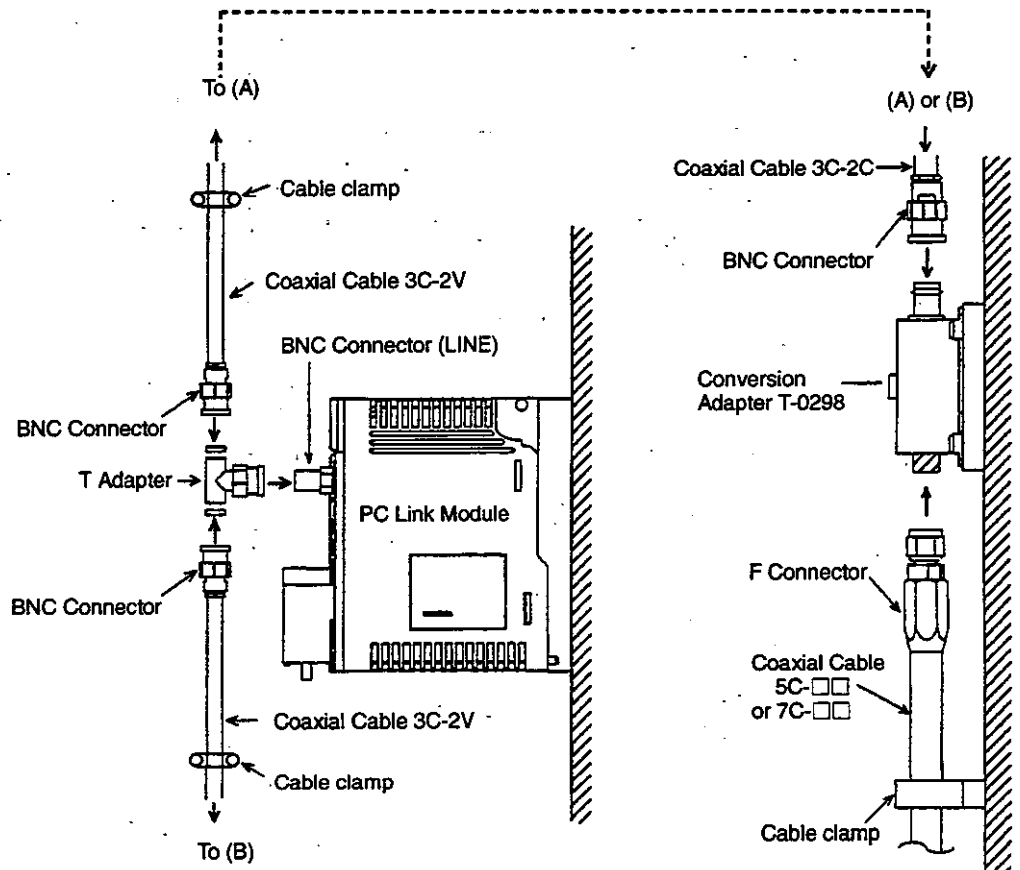 To (A)
Cable clamp
Coaxial Cable 3C-2V
BNC Connector (LINE)
BNC Connector
T Adapter
PC Link Module
BNC Connector
Coaxial Cable 3C-2V
Cable clamp
To (B)
(A) or (B)
Coaxial Cable 3C-2C
BNC Connector
Conversion
Adapter T-0298
F Connector
Coaxial Cable
5C-□□
or 7C-□□
Cable clamp